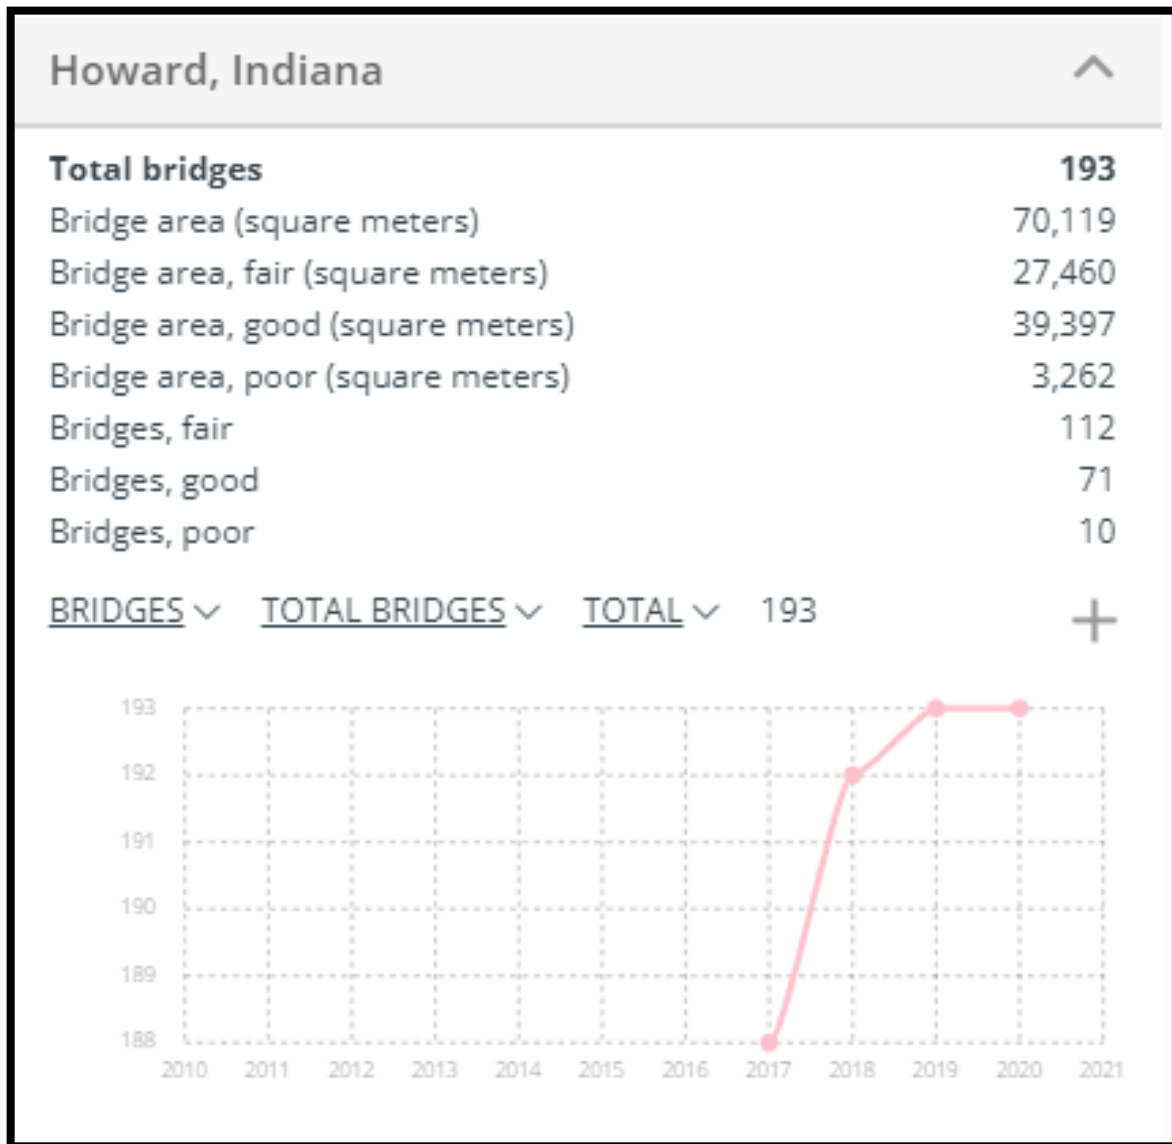 Howard, Indiana
Total bridges 193
Bridge area (square meters) 70,119
Bridge area, fair (square meters) 27,460
Bridge area, good (square meters) 39,397
Bridge area, poor (square meters) 3,262
Bridges, fair 112
Bridges, good 71
Bridges, poor 10
BRIDGES TOTAL BRIDGES TOTAL 193
193
192
191
190
189
188
2010 2011 2012 2013 2014 2015 2016 2017 2018 2019 2020 2021